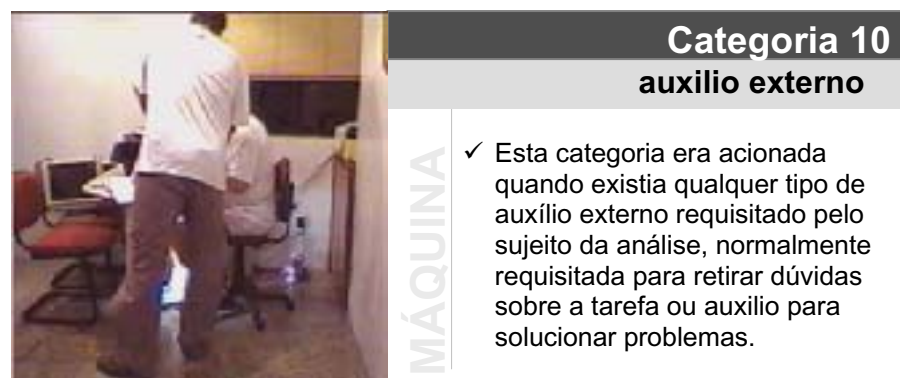 Categoria 10
auxilio externo
MÁQUINA
✓ Esta categoria era acionada
quando existia qualquer tipo de
auxílio externo requisitado pelo
sujeito da análise, normalmente
requisitada para retirar dúvidas
sobre a tarefa ou auxilio para
solucionar problemas.